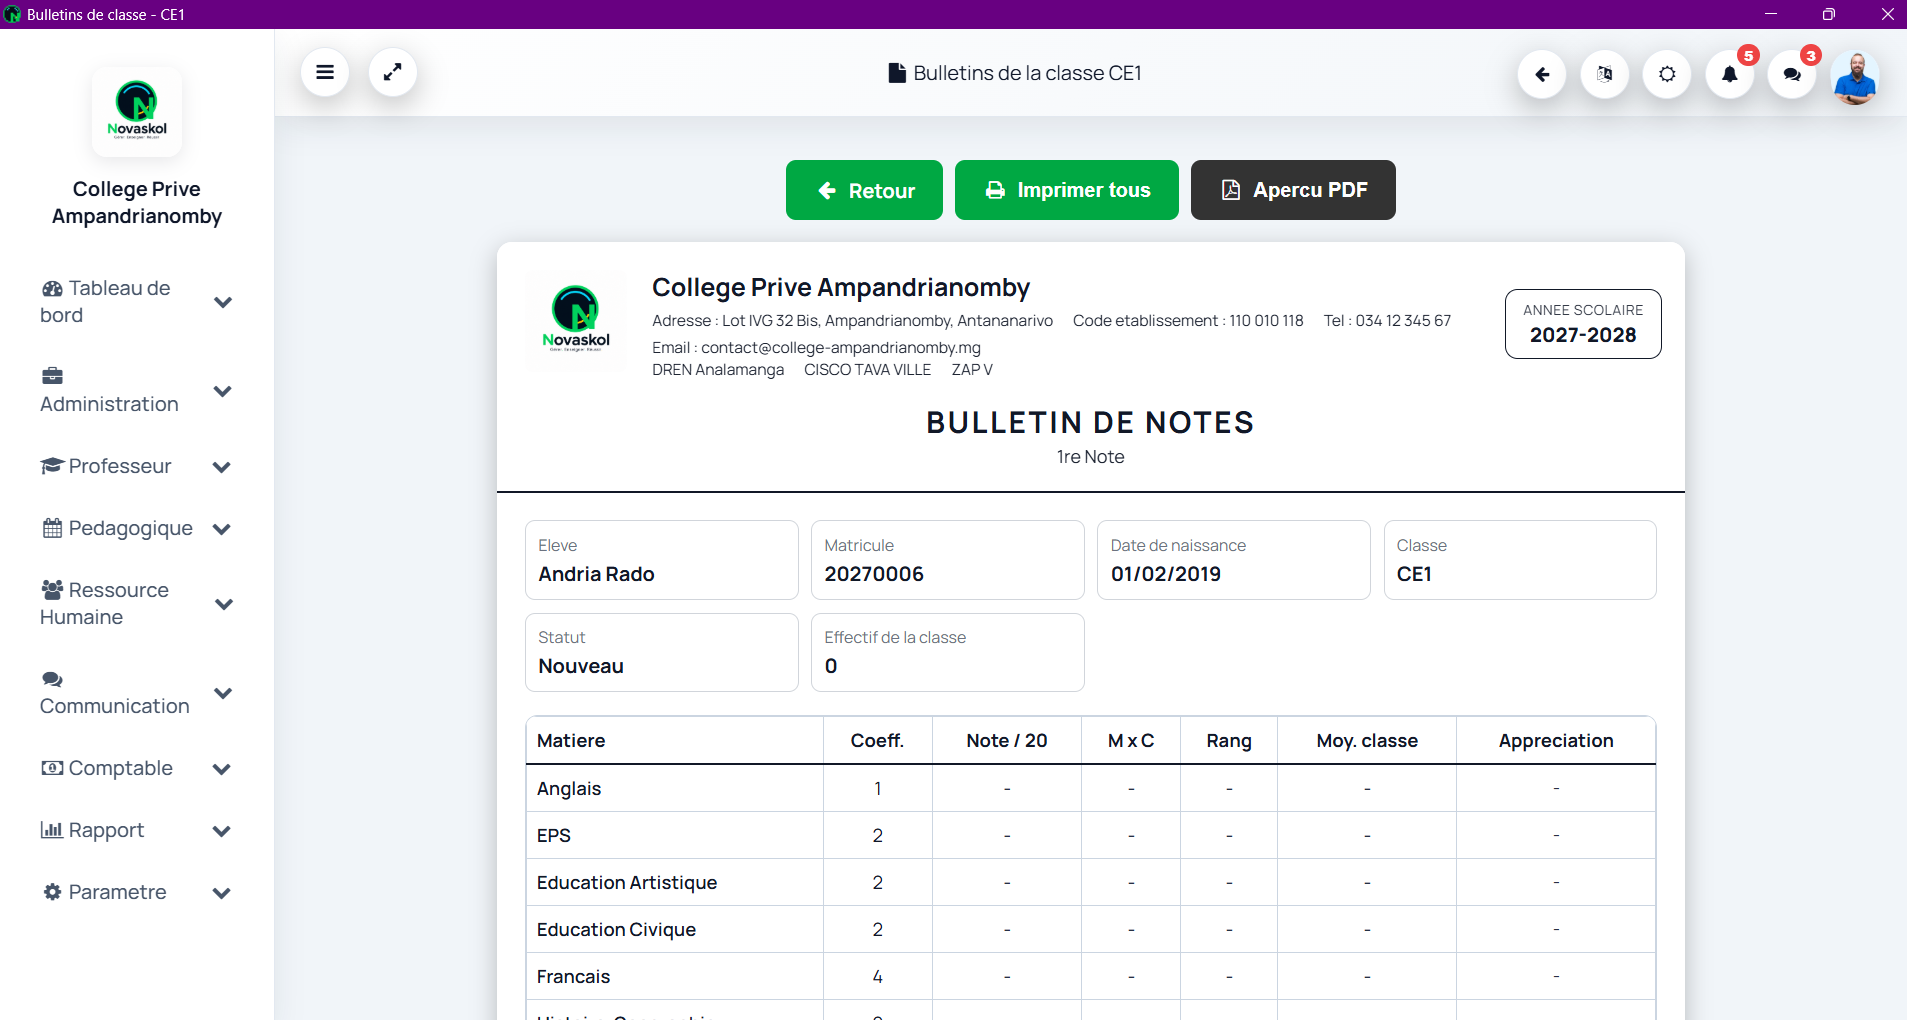 Bulletins de classe - CE1
Novaskol
College Prive
Ampandrianomby
Tableau de
bord
Administration
Professeur
Pedagogique
Ressource
Humaine
Communication
Comptable
Rapport
Parametre
Bulletins de la classe CE1
5
3
Retour
Imprimer tous
Apercu PDF
Novaskol
College Prive Ampandrianomby
Adresse : Lot IVG 32 Bis, Ampandrianomby, Antananarivo Code etablissement : 110 010 118 Tel : 034 12 345 67
Email : contact@college-ampandrianomby.mg
DREN Analamanga CISCO TAVA VILLE ZAP V
ANNEE SCOLAIRE
2027-2028
BULLETIN DE NOTES
1re Note
Eleve
Andria Rado
Matricule
20270006
Date de naissance
01/02/2019
Classe
CE1
Statut
Nouveau
Effectif de la classe
0
Matiere Coeff. Note / 20 M x C Rang Moy. classe Appreciation
Anglais 1 - - - - -
EPS 2 - - - - -
Education Artistique 2 - - - - -
Education Civique 2 - - - - -
Francais 4 - - - - -